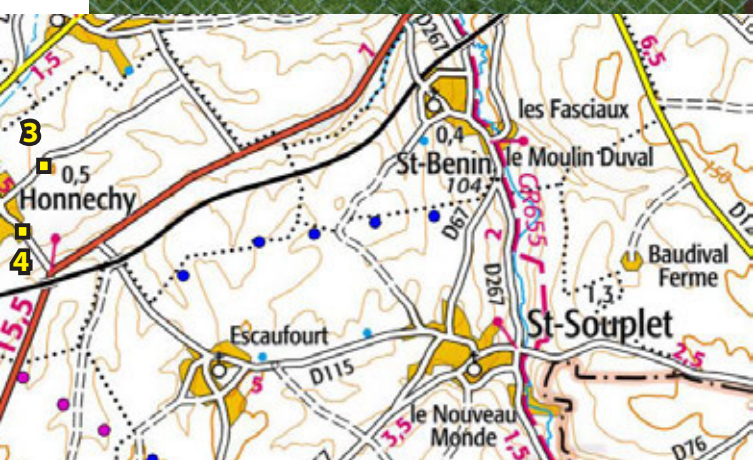 D267
6,5
1,5
7
3
les Fasciaux
0,4
0,5
St-Benin
le Moulin Duval
150
Honnechy
104
GR655
D67
4
2
D267
Baudival
Ferme
1,3
15,5
St-Souplet
Escaufourt
2,5
D115
5
le Nouveau
Monde
3,5
1,5
D76